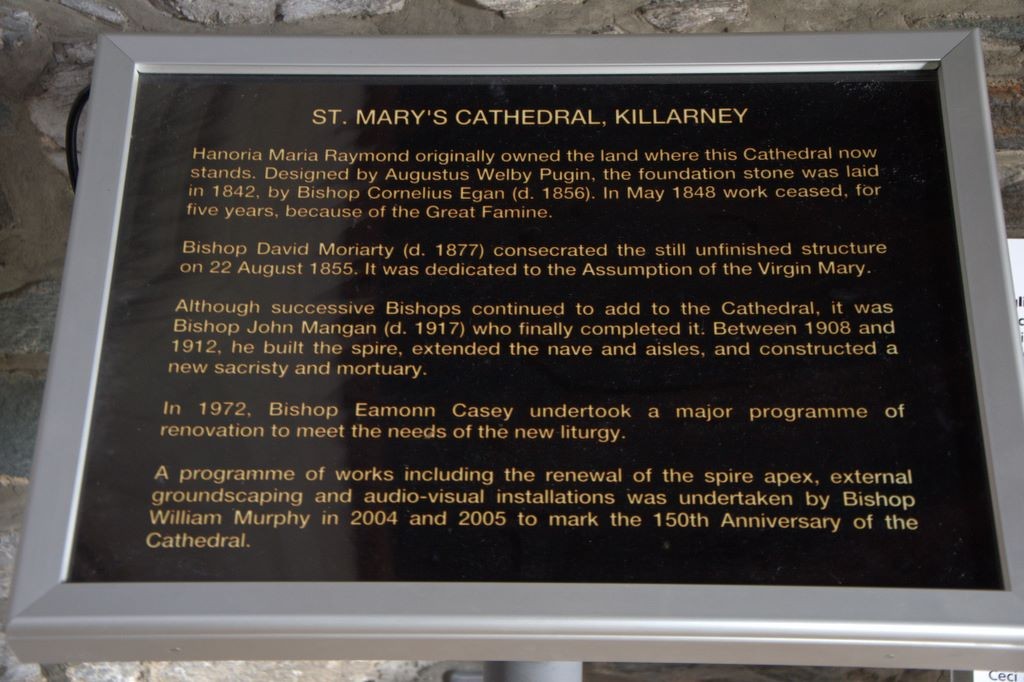 ST. MARY'S CATHEDRAL, KILLARNEY
Hanoria Maria Raymond originally owned the land where this Cathedral now
stands. Designed by Augustus Welby Pugin, the foundation stone was laid
in 1842, by Bishop Cornelius Egan (d. 1856). In May 1848 work ceased, for
five years, because of the Great Famine.
Bishop David Moriarty (d. 1877) consecrated the still unfinished structure
on 22 August 1855. It was dedicated to the Assumption of the Virgin Mary.
Although successive Bishops continued to add to the Cathedral, it was
Bishop John Mangan (d. 1917) who finally completed it. Between 1908 and
1912, he built the spire, extended the nave and aisles, and constructed a
new sacristy and mortuary.
In 1972, Bishop Eamonn Casey undertook a major programme of
renovation to meet the needs of the new liturgy.
A programme of works including the renewal of the spire apex, external
groundscaping and audio-visual installations was undertaken by Bishop
William Murphy in 2004 and 2005 to mark the 150th Anniversary of the
Cathedral.
Ceci